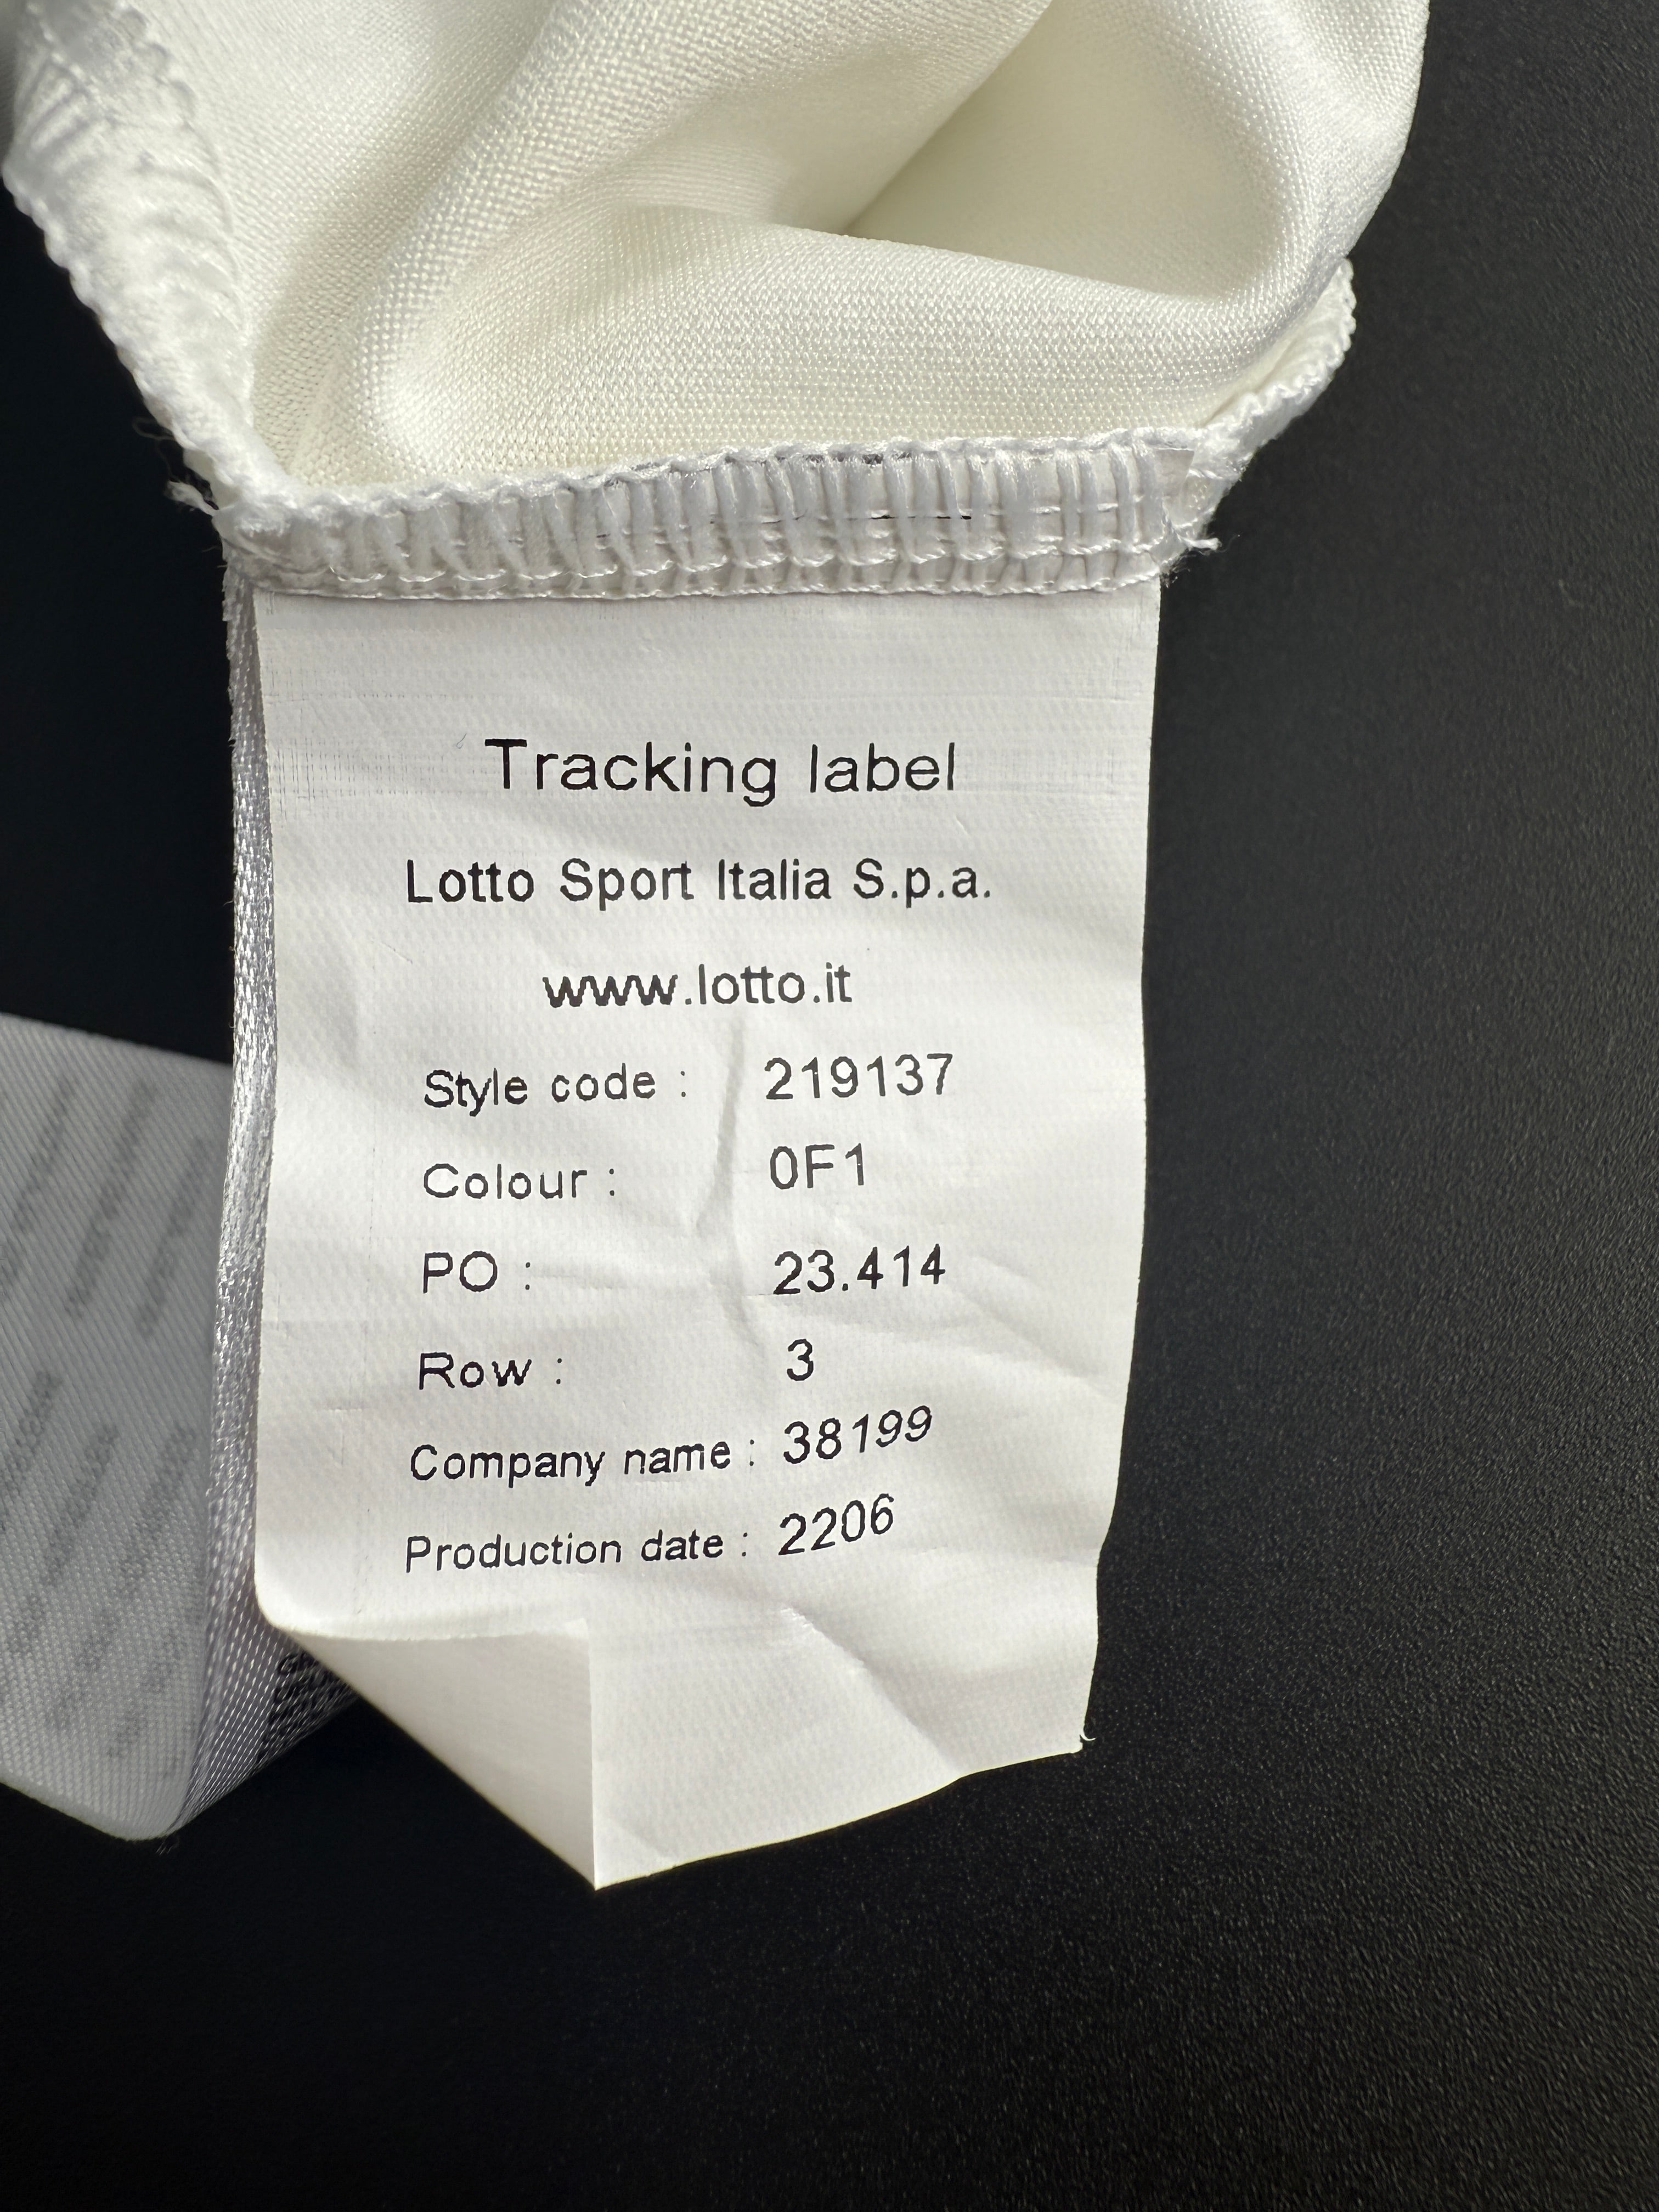 Tracking label
Lotto Sport Italia S.p.a.
www.lotto.it
Style code : 219137
Colour : 0F1
PO : 23.414
Row : 3
Company name : 38199
Production date : 2206